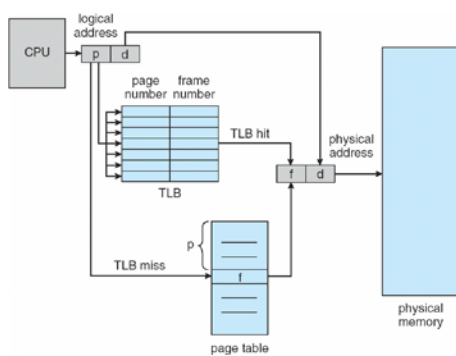 logical
address
CPU
p d
page
number
frame
number
TLB hit
physical
address
f d
TLB
p
TLB miss
f
page table
physical
memory